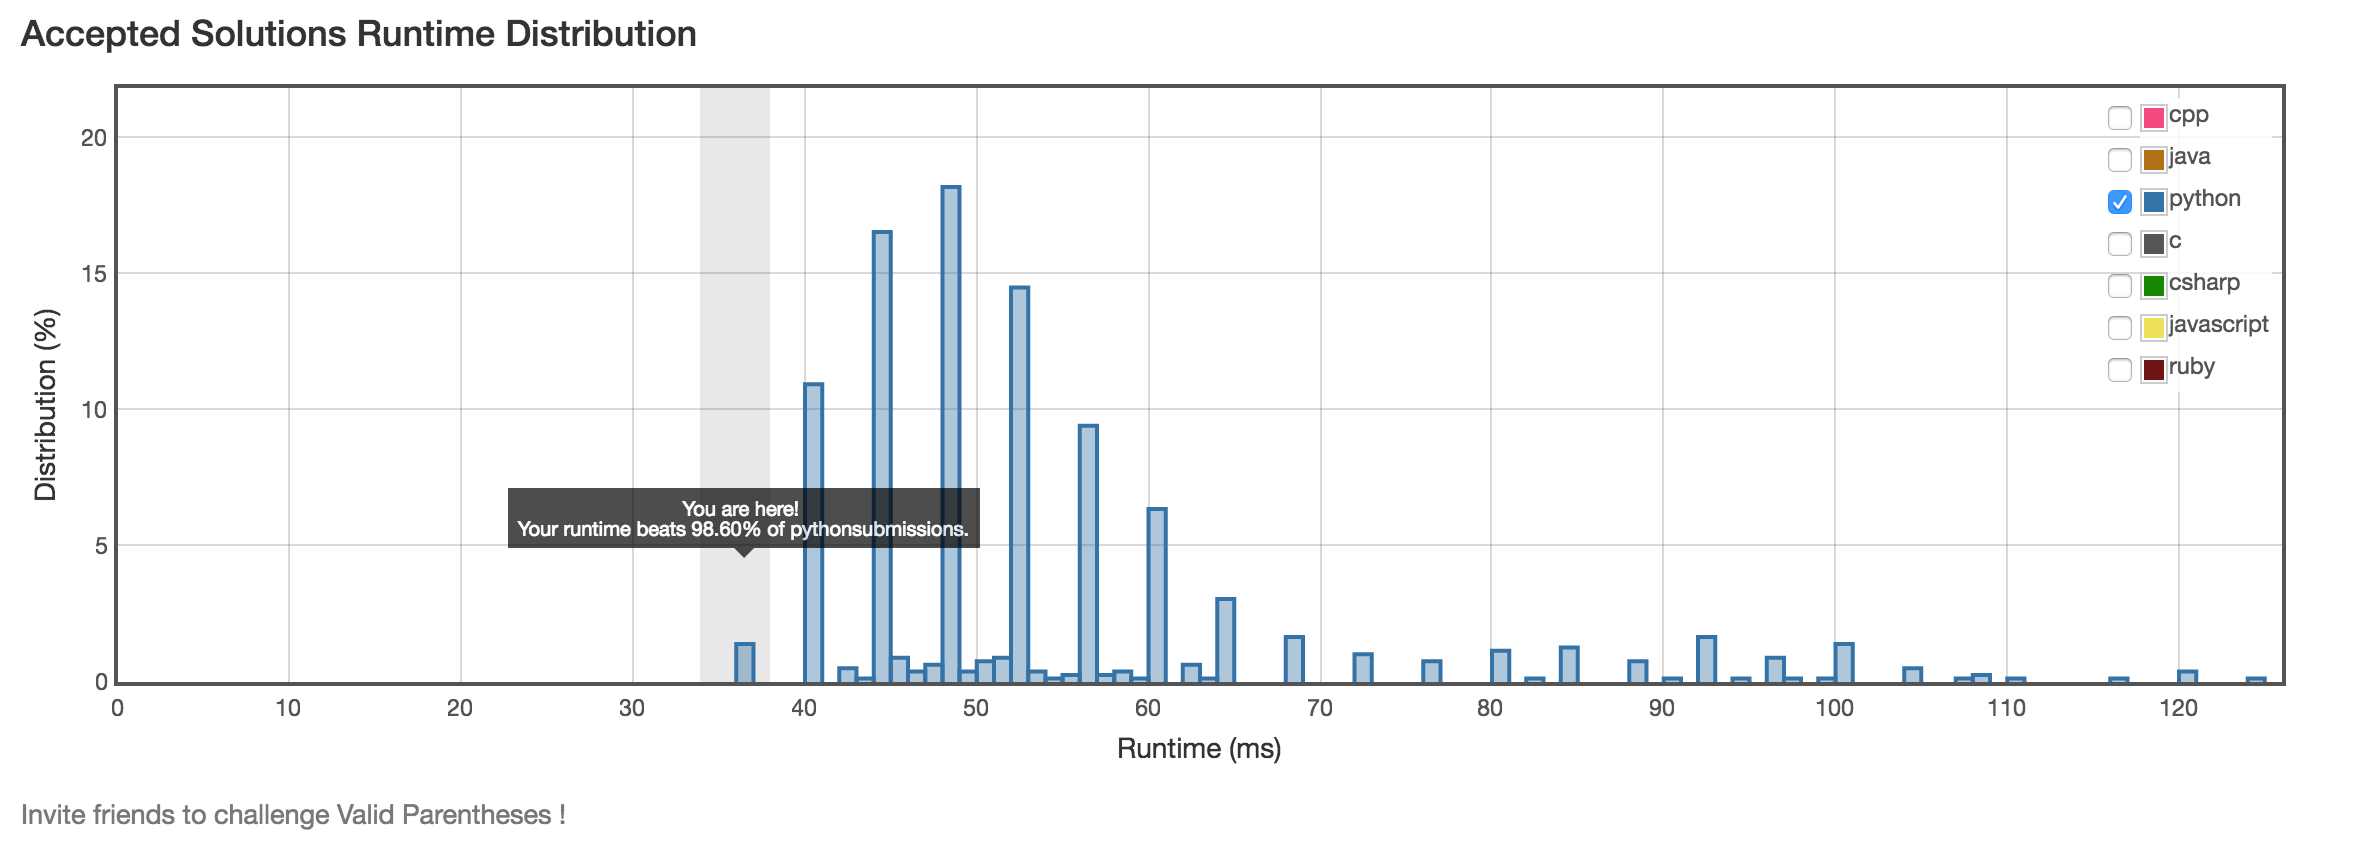 Accepted Solutions Runtime Distribution
20
15
10
5
0
Distribution (%)
cpp
java
python
c
csharp
javascript
ruby
You are here!
Your runtime beats 98.60% of pythonsubmissions.
0 10 20 30 40 50 60 70 80 90 100 110 120
Runtime (ms)
Invite friends to challenge Valid Parentheses !